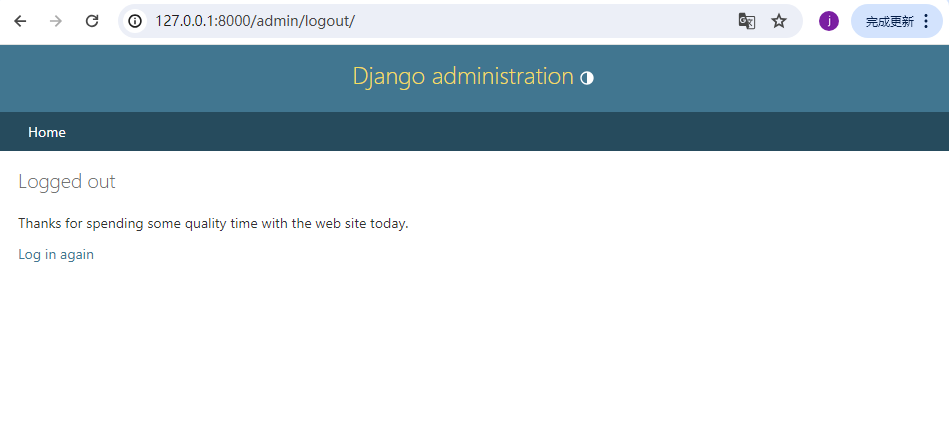 127.0.0.1:8000/admin/logout/
j
完成更新
Django administration
Home
Logged out
Thanks for spending some quality time with the web site today.
Log in again